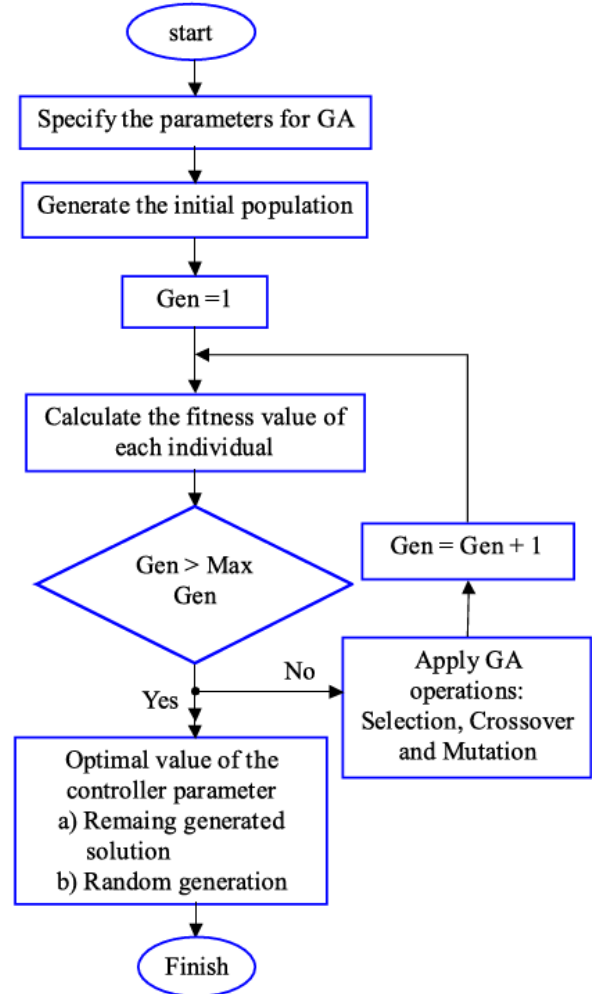 start
Specify the parameters for GA
Generate the initial population
Gen =1
Calculate the fitness value of
each individual
Gen > Max
Gen
Gen = Gen + 1
No
Yes
Apply GA
operations:
Selection, Crossover
and Mutation
Optimal value of the
controller parameter
a) Remaing generated
solution
b) Random generation
Finish